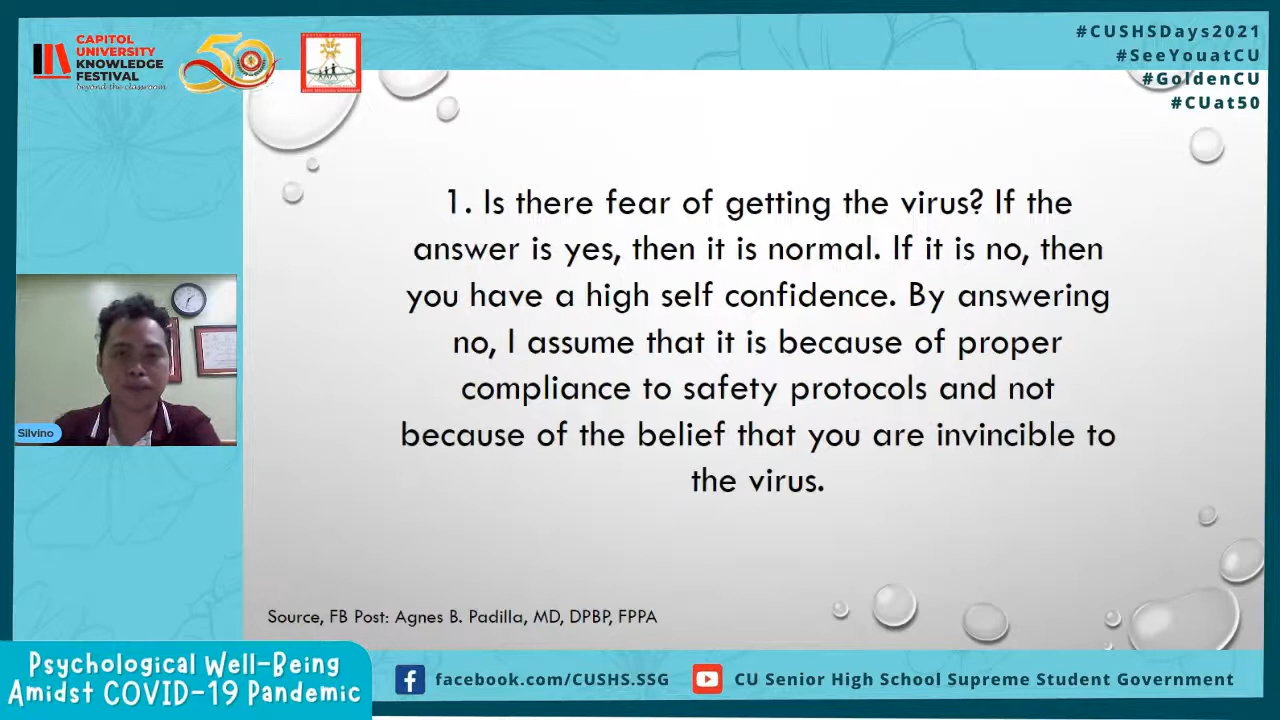 CAPITOL
UNIVERSITY
KNOWLEDGE
FESTIVAL
beyond the classroom
50
#CUSHSDays2021
#SeeYouatCU
#GoldenCU
#CUat50
1. Is there fear of getting the virus? If the
answer is yes, then it is normal. If it is no, then
you have a high self confidence. By answering
no, I assume that it is because of proper
compliance to safety protocols and not
because of the belief that you are invincible to
the virus.
Silvino
Source, FB Post: Agnes B. Padilla, MD, DPBP, FPPA
Psychological Well-Being
Amidst COVID-19 Pandemic
facebook.com/CUSHS.SSG
CU Senior High School Supreme Student Government